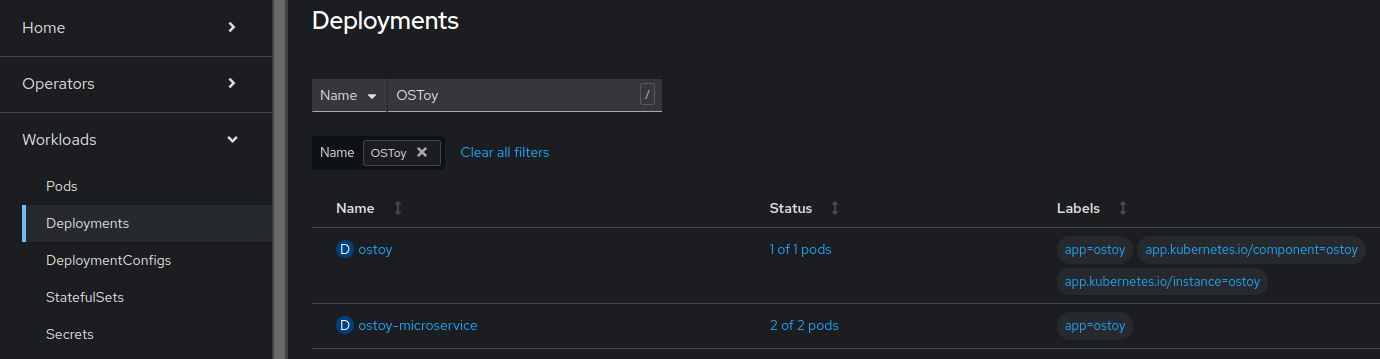 Home
Operators
Workloads
Pods
Deployments
DeploymentConfigs
StatefulSets
Secrets
Deployments
Name OSToy /
Name OSToy Clear all filters
Name Status Labels
D ostoy 1 of 1 pods app=ostoy app.kubernetes.io/component=ostoy
app.kubernetes.io/instance=ostoy
D ostoy-microservice 2 of 2 pods app=ostoy